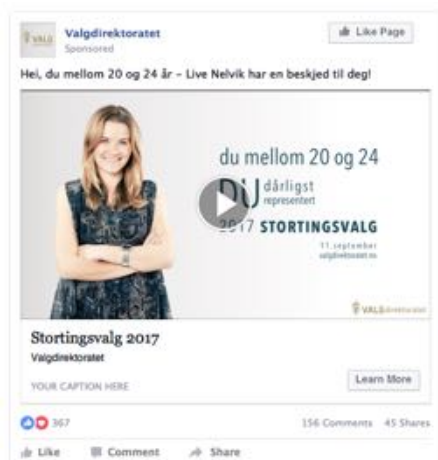 VALG
Valgdirektoratet
Sponsored
Like Page
Hei, du mellom 20 og 24 år – Live Nelvik har en beskjed til deg!
du mellom 20 og 24
DU dårligst
representert
2017 STORTINGSVALG
11. september
valgdirektoratet.no
VALGdirektoratet
Stortingsvalg 2017
Valgdirektoratet
YOUR CAPTION HERE
Learn More
367
156 Comments 45 Shares
Like Comment Share